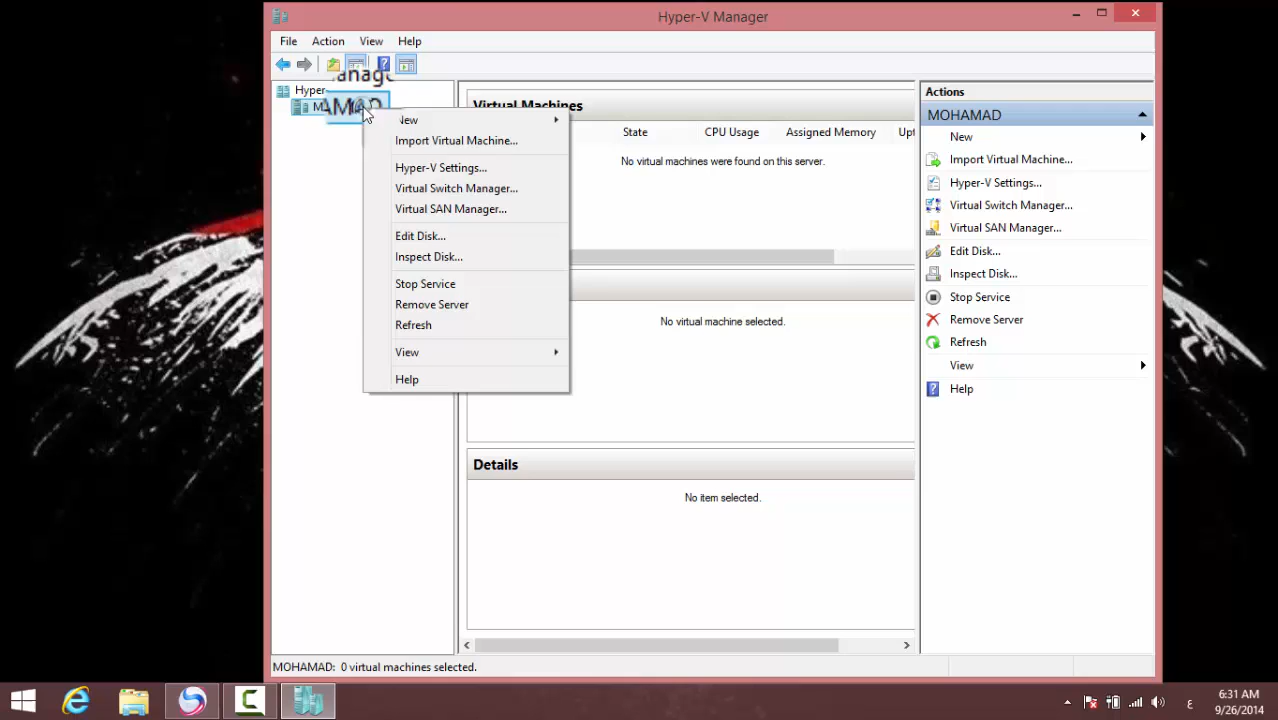 Hyper-V Manager
File Action View Help
Hyper
anag
M AMAD
New
Import Virtual Machine...
Hyper-V Settings...
Virtual Switch Manager...
Virtual SAN Manager...
Edit Disk...
Inspect Disk...
Stop Service
Remove Server
Refresh
View
Help
Virtual Machines
State CPU Usage Assigned Memory Upt
No virtual machines were found on this server.
No virtual machine selected.
Details
No item selected.
Actions
MOHAMAD
New
Import Virtual Machine...
Hyper-V Settings...
Virtual Switch Manager...
Virtual SAN Manager...
Edit Disk...
Inspect Disk...
Stop Service
Remove Server
Refresh
View
Help
MOHAMAD: 0 virtual machines selected.
ع
6:31 AM
9/26/2014